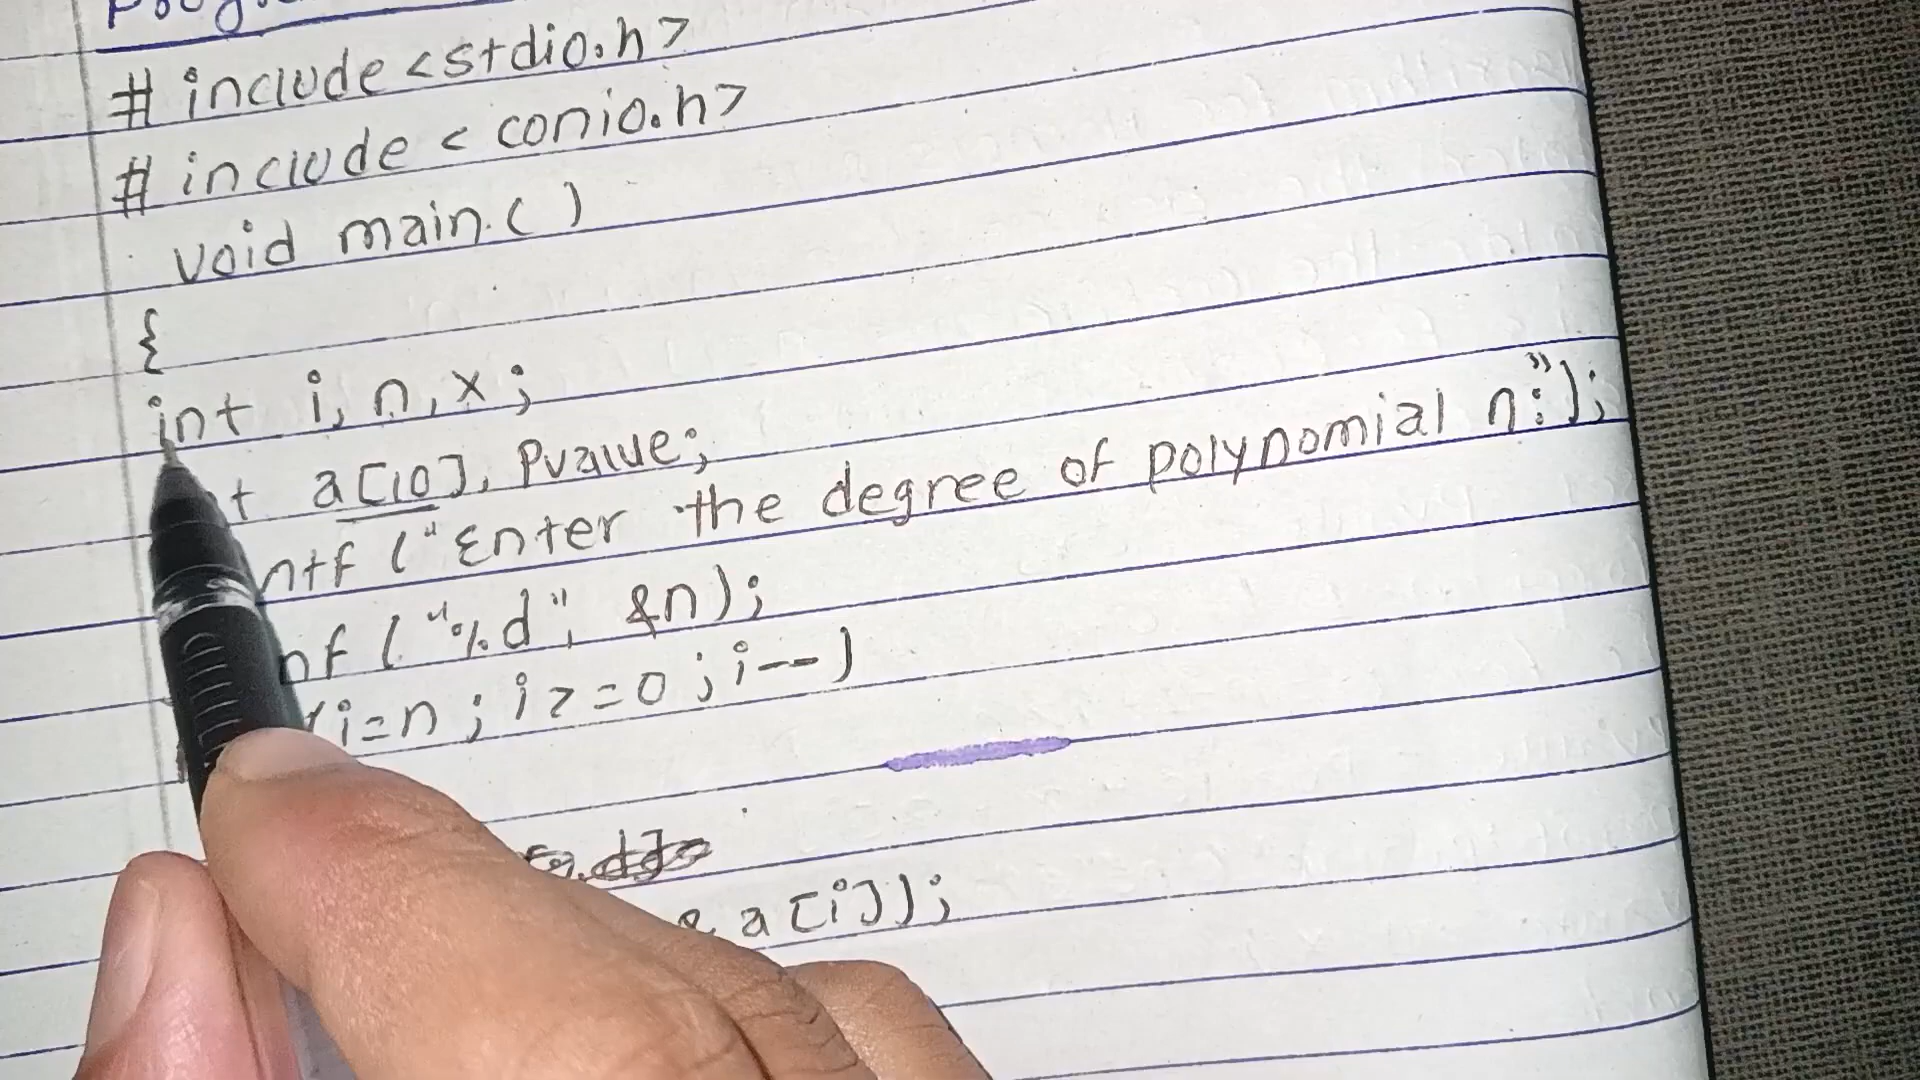 # include <stdio.h>
# include < conio.h>
void main.( )
{
int i, n, x ;
t a[10], Pvalue;
ntf ("Enter the degree of polynomial n:");
nf ("%d", &n);
i=n ; i>=0 ; i--)
& a[i]);